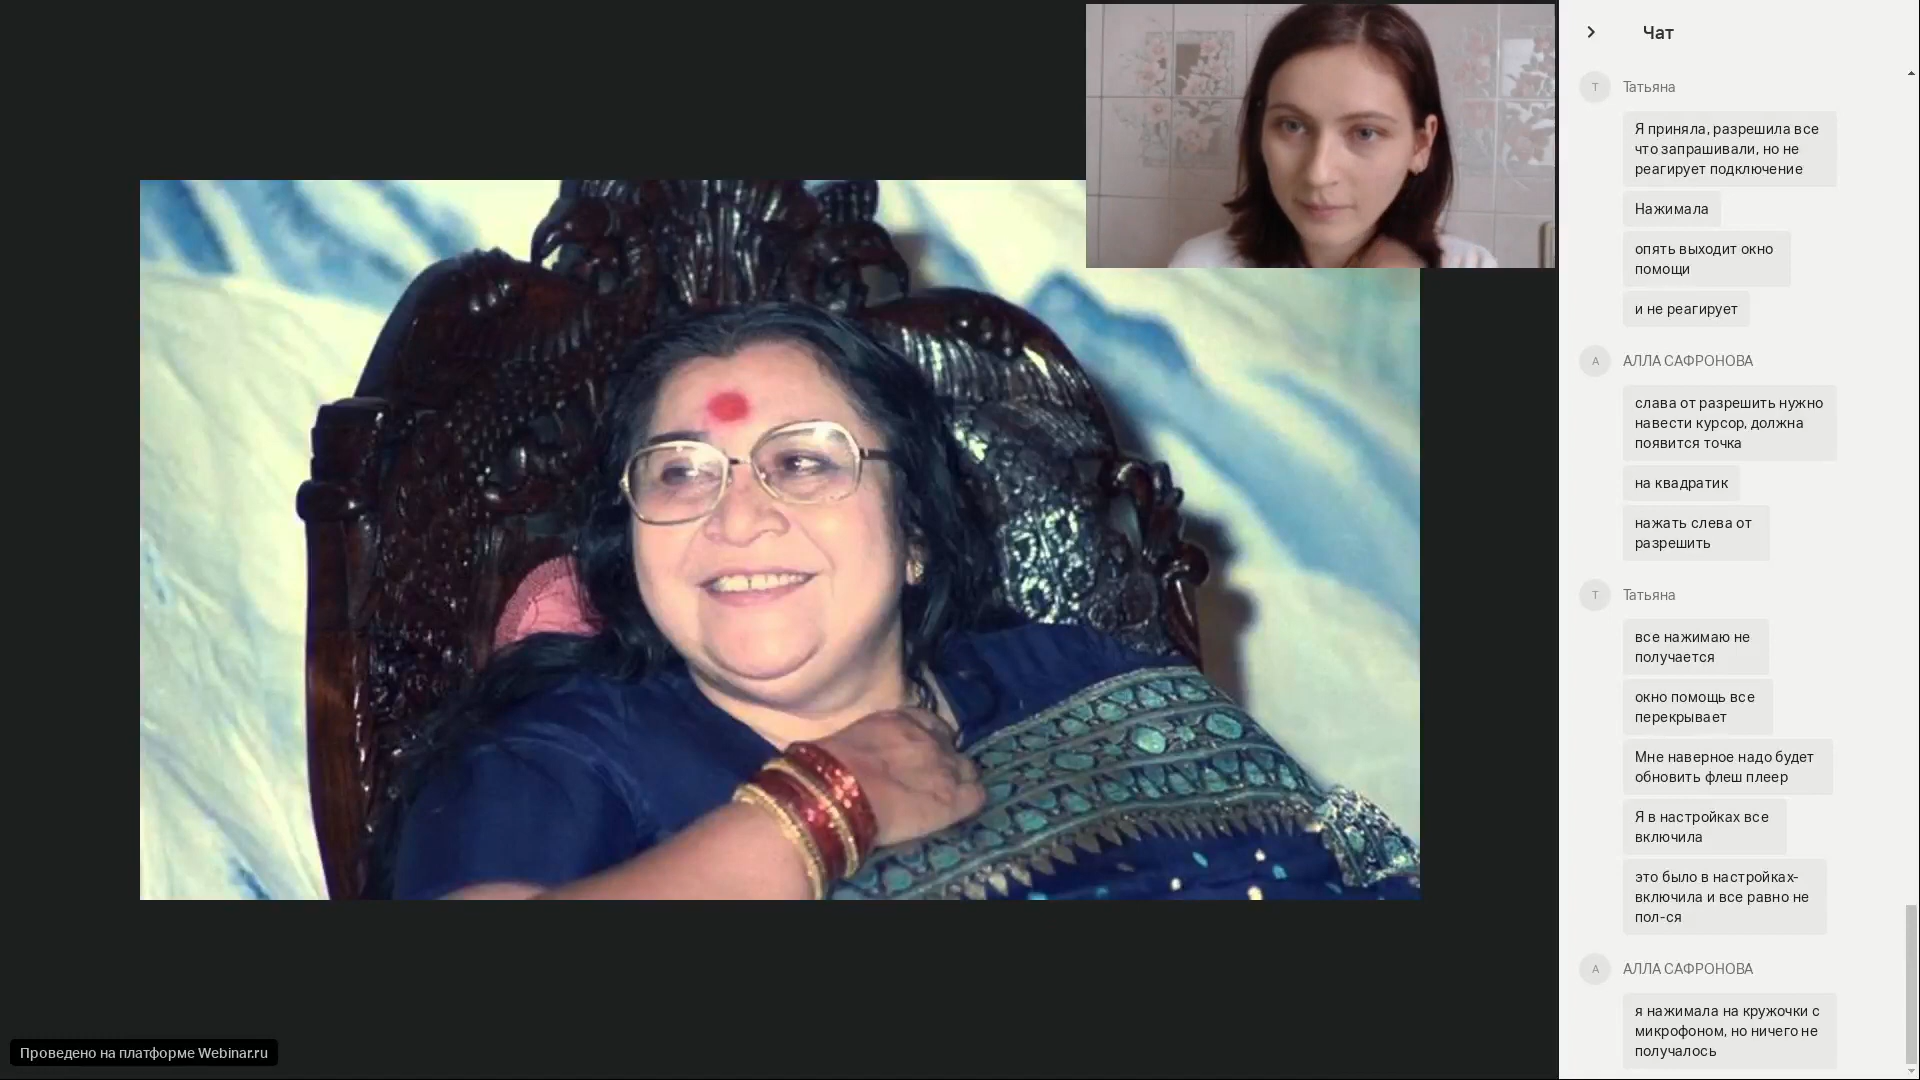 Чат
Т
Татьяна
Я приняла, разрешила все
что запрашивали, но не
реагирует подключение
Нажимала
опять выходит окно
помощи
и не реагирует
А
АЛЛА САФРОНОВА
слава от разрешить нужно
навести курсор, должна
появится точка
на квадратик
нажать слева от
разрешить
Т
Татьяна
все нажимаю не
получается
окно помощь все
перекрывает
Мне наверное надо будет
обновить флеш плеер
Я в настройках все
включила
это было в настройках-
включила и все равно не
пол-ся
А
АЛЛА САФРОНОВА
я нажимала на кружочки с
микрофоном, но ничего не
получалось
Проведено на платформе Webinar.ru